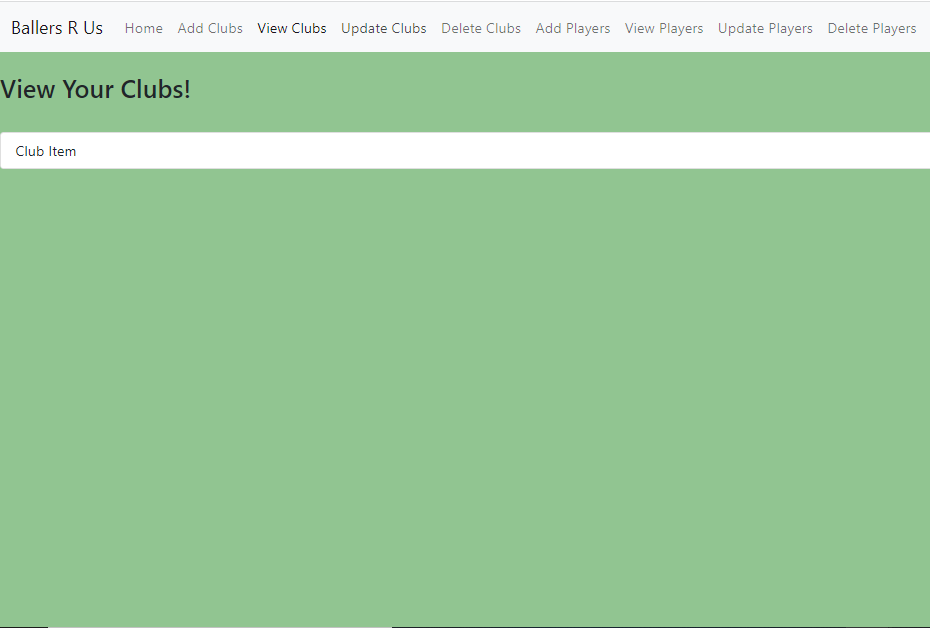 Ballers R Us Home Add Clubs View Clubs Update Clubs Delete Clubs Add Players View Players Update Players Delete Players
View Your Clubs!
Club Item